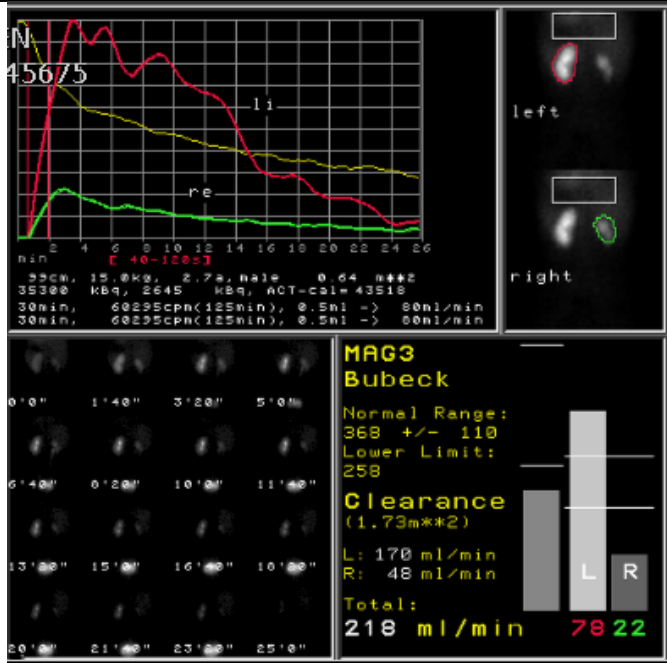 EN
45675
li
re
2 4 6 8 10 12 14 16 18 20 22 24 26
min
[ 40-120s]
99cm, 15.0kg, 2.7a, male 0.64 m**2
35300 kBq, 2645 kBq, ACT-cal=43518
30min, 60295cpm(125min), 0.5ml -> 80ml/min
30min, 60295cpm(125min), 0.5ml -> 80ml/min
left
right
0'0" 1'40" 3'20" 5'0"
6'40" 8'20" 10'0" 11'40"
13'20" 15'0" 16'40" 18'20"
20'0" 21'40" 23'20" 25'0"
MAG3
Bubeck
Normal Range:
368 +/- 110
Lower Limit:
258
Clearance
(1.73m**2)
L: 170 ml/min
R: 48 ml/min
Total:
218 ml/min
L R
78 22